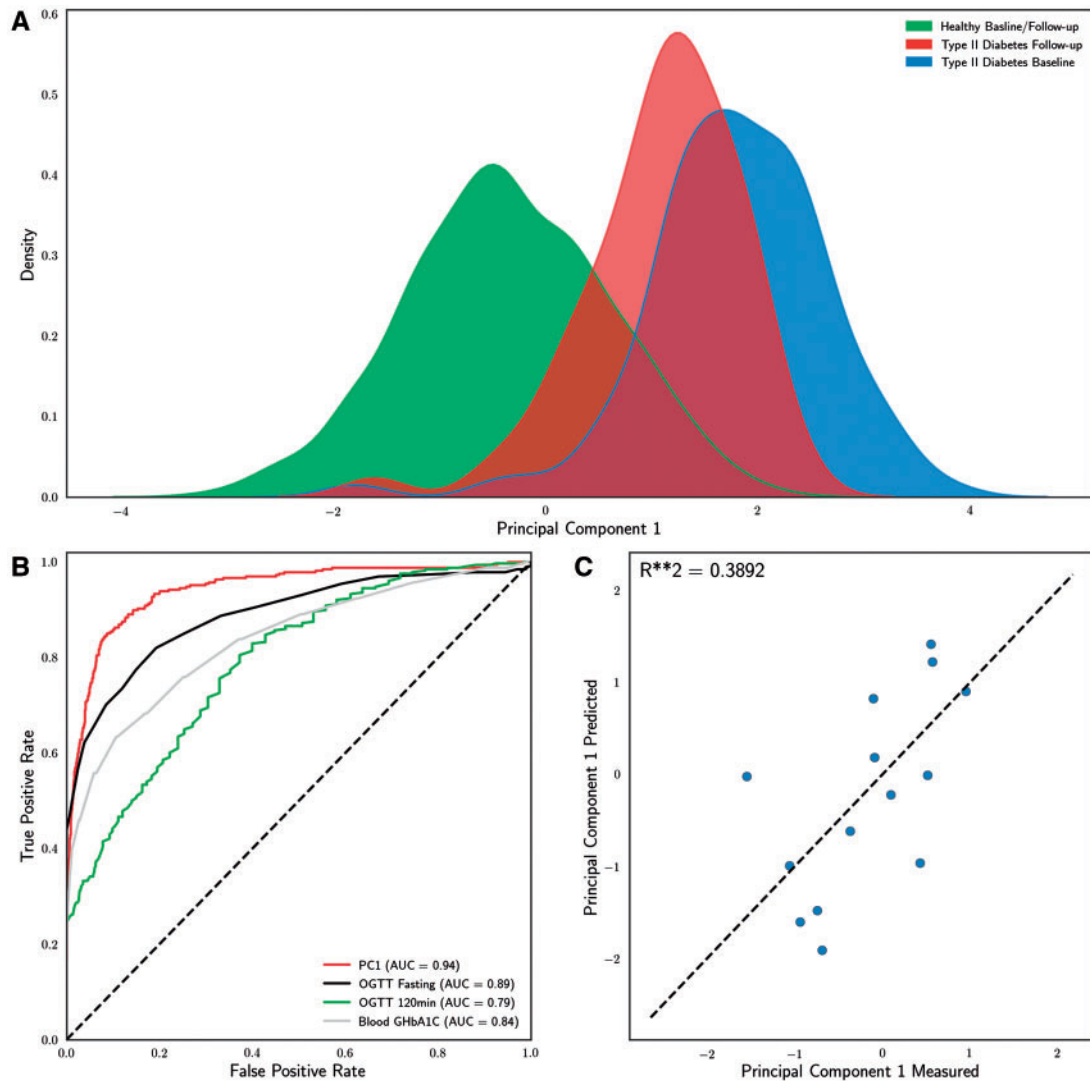 A
0.6
0.5
0.4
0.3
0.2
0.1
0.0
Density
Healthy Basline/Follow-up
Type II Diabetes Follow-up
Type II Diabetes Baseline
−4
−2
0
2
4
Principal Component 1
B
1.0
0.8
0.6
0.4
0.2
0.0
True Positive Rate
PC1 (AUC = 0.94)
OGTT Fasting (AUC = 0.89)
OGTT 120min (AUC = 0.79)
Blood GHbA1C (AUC = 0.84)
0.0
0.2
0.4
0.6
0.8
1.0
False Positive Rate
C
R**2 = 0.3892
2
1
0
−1
−2
Principal Component 1 Predicted
−2
−1
0
1
2
Principal Component 1 Measured